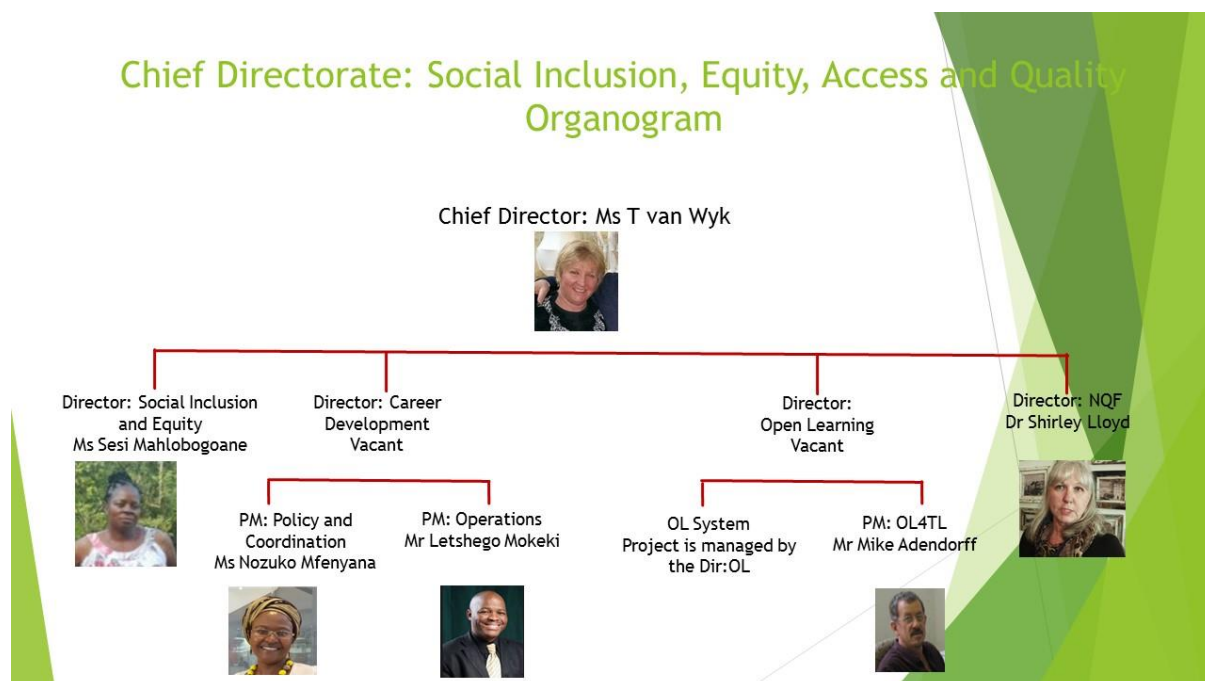 Chief Directorate: Social Inclusion, Equity, Access and Quality
Organogram
Chief Director: Ms T van Wyk
Director: Social Inclusion
and Equity
Ms Sesi Mahlobogoane
Director: Career
Development
Vacant
Director:
Open Learning
Vacant
Director: NQF
Dr Shirley Lloyd
PM: Policy and
Coordination
Ms Nozuko Mfenyana
PM: Operations
Mr Letshego Mokeki
OL System
Project is managed by
the Dir:OL
PM: OL4TL
Mr Mike Adendorff